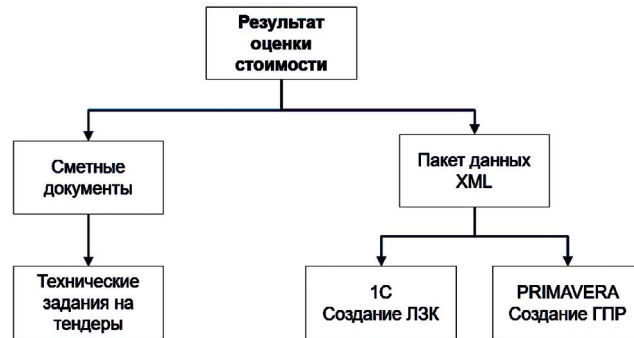 Результат
оценки
стоимости
Сметные
документы
Пакет данных
XML
Технические
задания на
тендеры
1С
Создание ЛЗК
PRIMAVERA
Создание ГПР